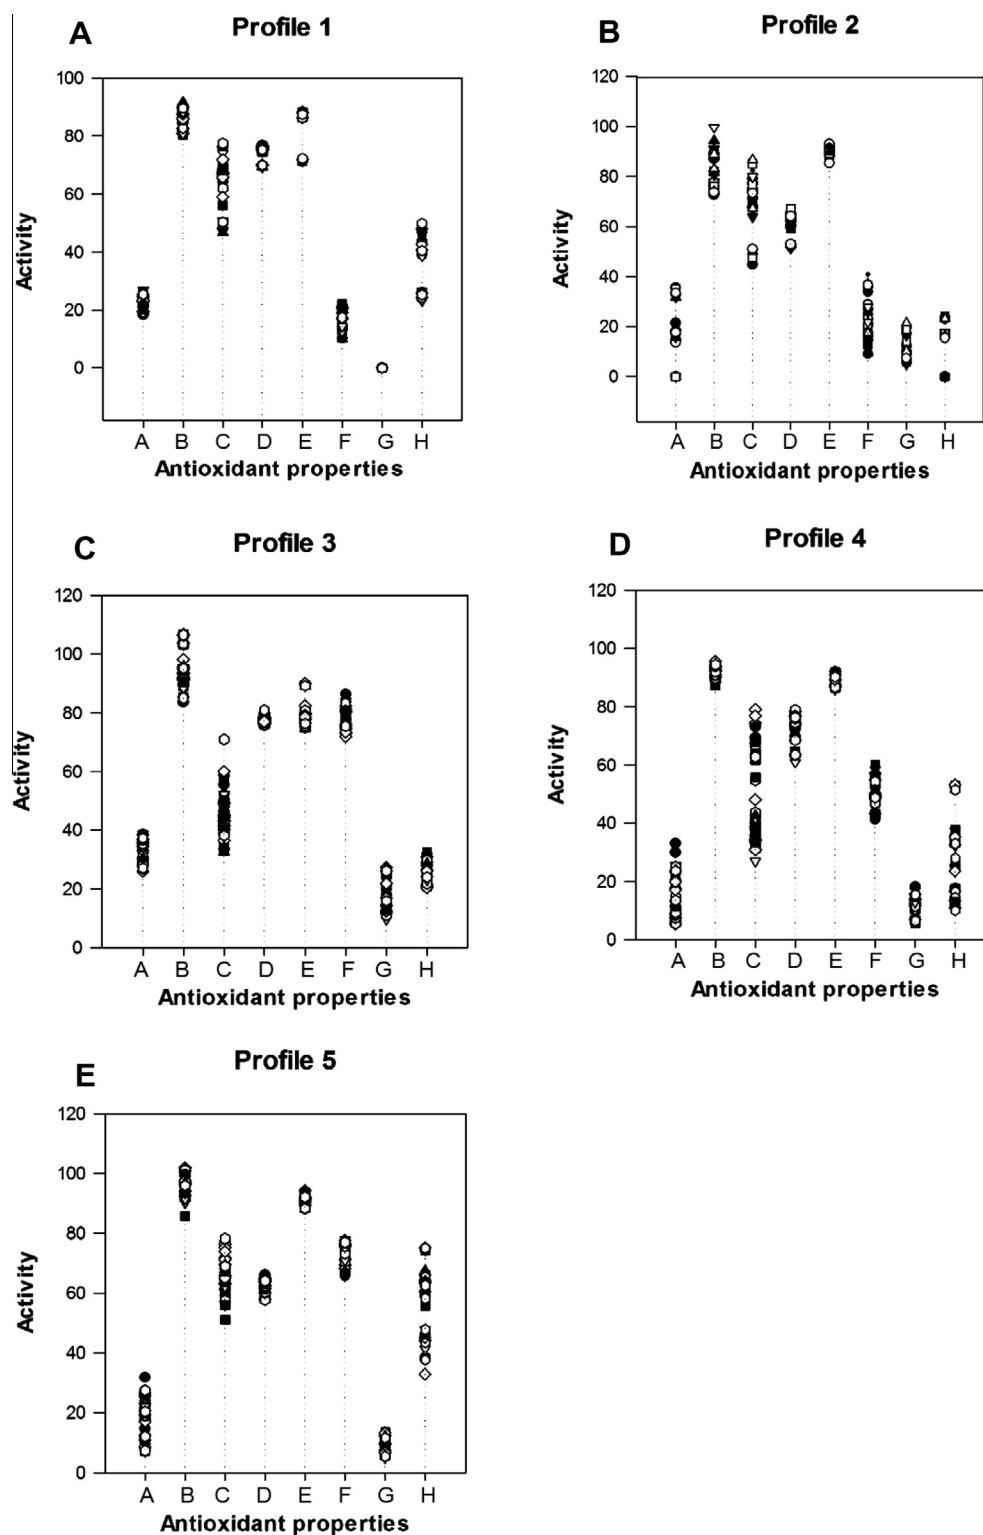 A
Profile 1
Activity
100
80
60
40
20
0
A B C D E F G H
Antioxidant properties
B
Profile 2
Activity
120
100
80
60
40
20
0
A B C D E F G H
Antioxidant properties
C
Profile 3
Activity
120
100
80
60
40
20
0
A B C D E F G H
Antioxidant properties
D
Profile 4
Activity
120
100
80
60
40
20
0
A B C D E F G H
Antioxidant properties
E
Profile 5
Activity
120
100
80
60
40
20
0
A B C D E F G H
Antioxidant properties